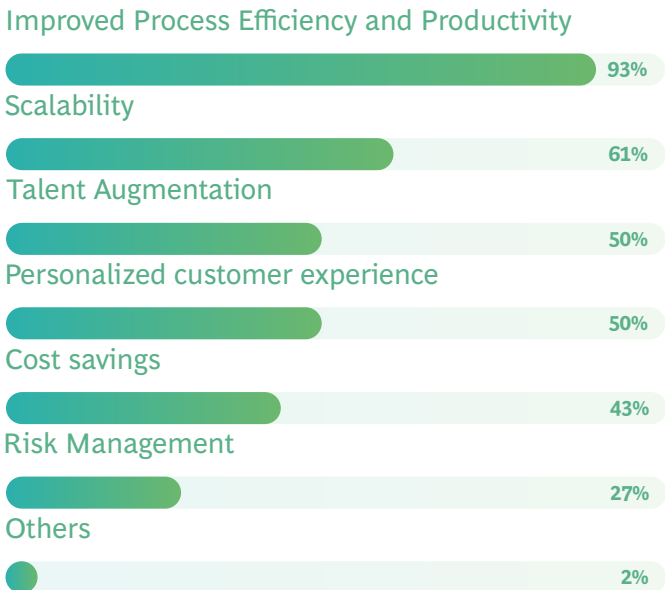 Improved Process Efficiency and Productivity
93%
Scalability
61%
Talent Augmentation
50%
Personalized customer experience
50%
Cost savings
43%
Risk Management
27%
Others
2%